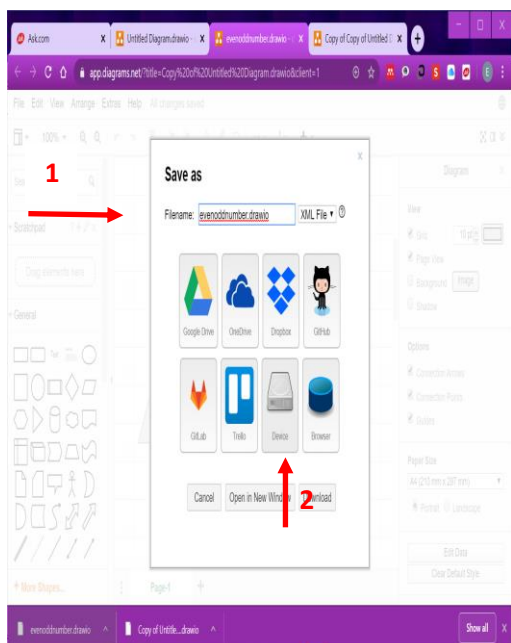 Ask.com x
Untitled Diagram.drawio - x
evenoddnumber.drawio - x
Copy of Copy of Untitled D x
app.diagrams.net/?title=Copy%20of%20Untitled%20Diagram.drawio&client=1
File Edit View Arrange Extras Help All changes saved
100%
Diagram
1
Save as
x
Filename: evenoddnumber.drawio XML File
View
Scratchpad
Grid 10 pt
Page View
Drag elements here
Background Image
Shadow
General
Google Drive OneDrive Dropbox GitHub
Options
Connection Arrows
Connection Points
Guides
GitLab Trello Device Browser
Paper Size
A4 (210 mm x 297 mm)
Cancel Open in New Window Download
2
Portrait Landscape
Edit Data
Clear Default Style
+ More Shapes...
Page-1 +
evenoddnumber.drawio
Copy of Untitle....drawio
Show all X